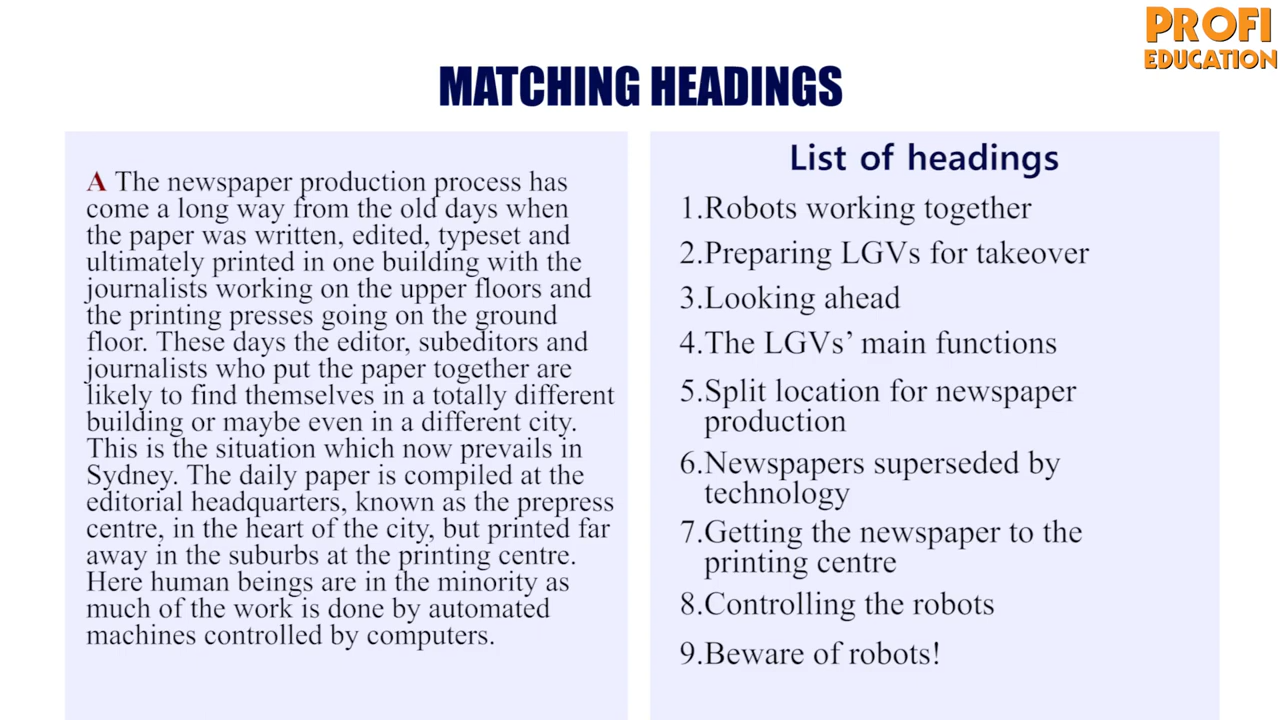 PROFI
EDUCATION
MATCHING HEADINGS
A The newspaper production process has
come a long way from the old days when
the paper was written, edited, typeset and
ultimately printed in one building with the
journalists working on the upper floors and
the printing presses going on the ground
floor. These days the editor, subeditors and
journalists who put the paper together are
likely to find themselves in a totally different
building or maybe even in a different city.
This is the situation which now prevails in
Sydney. The daily paper is compiled at the
editorial headquarters, known as the prepress
centre, in the heart of the city, but printed far
away in the suburbs at the printing centre.
Here human beings are in the minority as
much of the work is done by automated
machines controlled by computers.
List of headings
1.Robots working together
2.Preparing LGVs for takeover
3.Looking ahead
4.The LGVs’ main functions
5.Split location for newspaper
production
6.Newspapers superseded by
technology
7.Getting the newspaper to the
printing centre
8.Controlling the robots
9.Beware of robots!